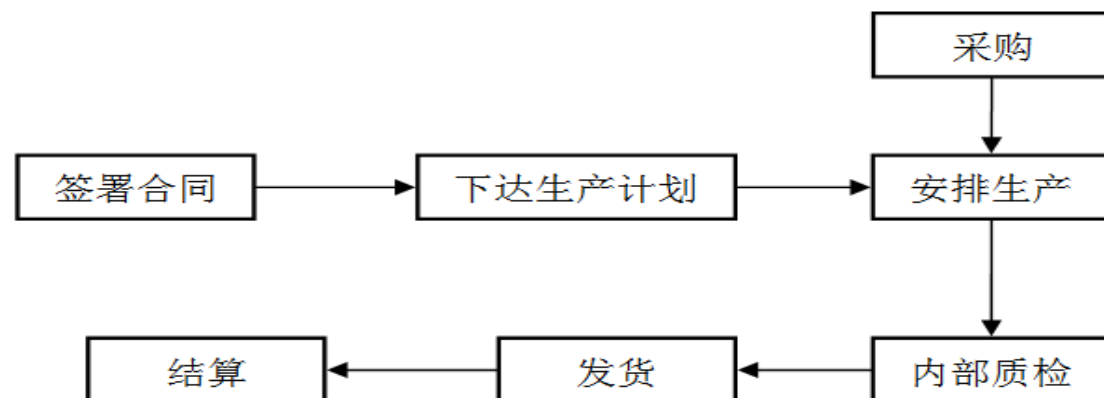 采购
签署合同
下达生产计划
安排生产
结算
发货
内部质检